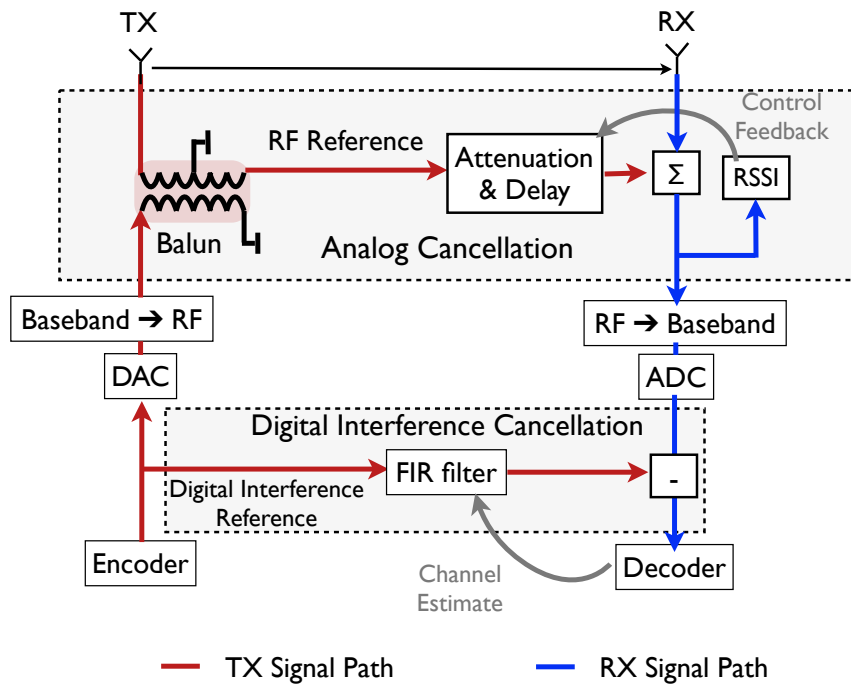 TX
RX
Control
Feedback
RF Reference
Attenuation
& Delay
Σ
RSSI
Balun
Analog Cancellation
Baseband → RF
RF → Baseband
DAC
ADC
Digital Interference Cancellation
FIR filter
-
Digital Interference
Reference
Encoder
Channel
Estimate
Decoder
TX Signal Path
RX Signal Path